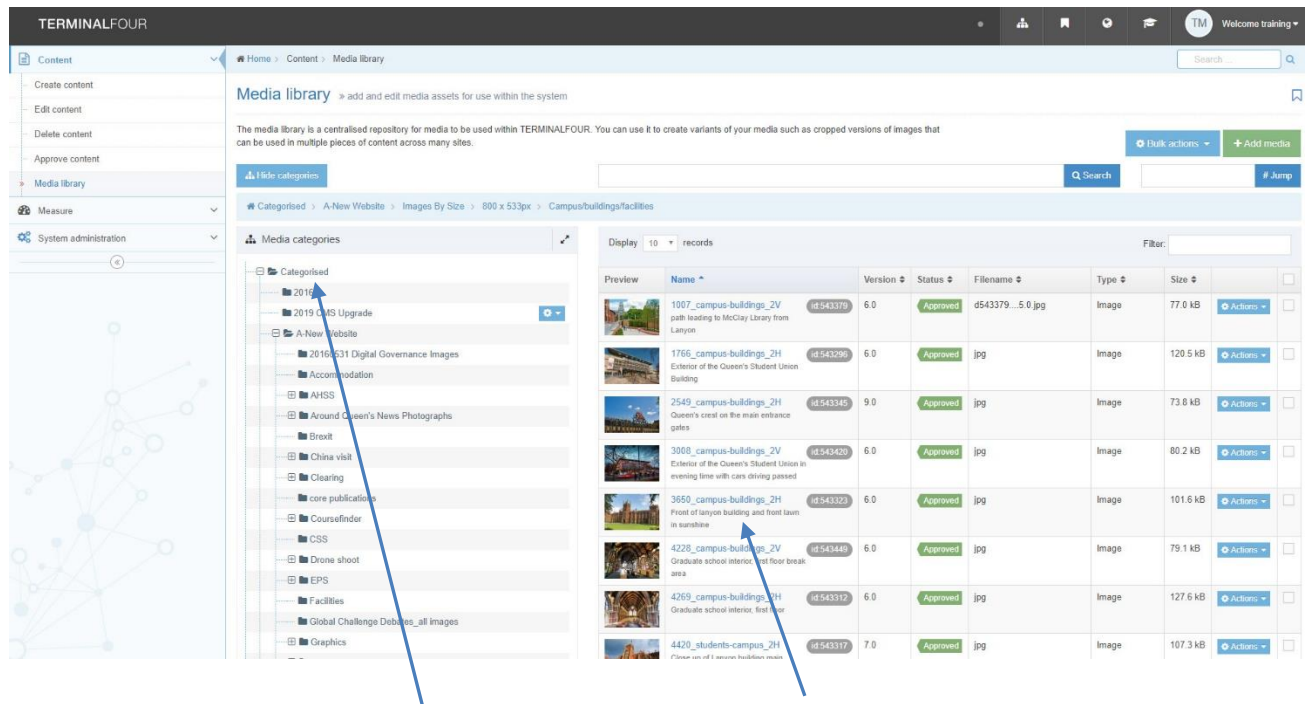 TERMINALFOUR
TM Welcome training
Content
Home > Content > Media library
Search ...
Create content
Edit content
Delete content
Approve content
Media library
Measure
System administration
Media library » add and edit media assets for use within the system
The media library is a centralised repository for media to be used within TERMINALFOUR. You can use it to create variants of your media such as cropped versions of images that
can be used in multiple pieces of content across many sites.
Bulk actions
+ Add media
Hide categories
Search
# Jump
Categorised > A-New Website > Images By Size > 800 x 533px > Campus/buildings/facilities
Media categories
Categorised
2016
2019 CMS Upgrade
A-New Website
20160531 Digital Governance Images
Accommodation
AHSS
Around Queen's News Photographs
Brexit
China visit
Clearing
core publications
Coursefinder
CSS
Drone shoot
EPS
Facilities
Global Challenge Debates_all images
Graphics
Display 10 records
Filter:
Preview Name Version Status Filename Type Size
1007_campus-buildings_2V id:543379 6.0 Approved d543379....5.0.jpg Image 77.0 kB Actions
path leading to McClay Library from
Lanyon
1766_campus-buildings_2H id:543296 6.0 Approved jpg Image 120.5 kB Actions
Exterior of the Queen's Student Union
Building
2549_campus-buildings_2H id:543345 9.0 Approved jpg Image 73.8 kB Actions
Queen's crest on the main entrance
gates
3008_campus-buildings_2V id:543420 6.0 Approved jpg Image 80.2 kB Actions
Exterior of the Queen's Student Union in
evening time with cars driving passed
3650_campus-buildings_2H id:543323 6.0 Approved jpg Image 101.6 kB Actions
Front of lanyon building and front lawn
in sunshine
4228_campus-buildings_2V id:543449 6.0 Approved jpg Image 79.1 kB Actions
Graduate school interior, first floor break
area
4269_campus-buildings_2H id:543312 6.0 Approved jpg Image 127.6 kB Actions
Graduate school interior, first floor
4420_students-campus_2H id:543317 7.0 Approved jpg Image 107.3 kB Actions
Close up of Lanyon building main